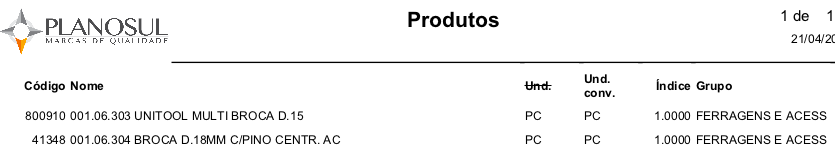 PLANOSUL
MARCAS DE QUALIDADE
Produtos
1 de 1
21/04/20
Código Nome Und. Und. conv. Índice Grupo
800910 001.06.303 UNITOOL MULTI BROCA D.15 PC PC 1.0000 FERRAGENS E ACESS
41348 001.06.304 BROCA D.18MM C/PINO CENTR. AC PC PC 1.0000 FERRAGENS E ACESS